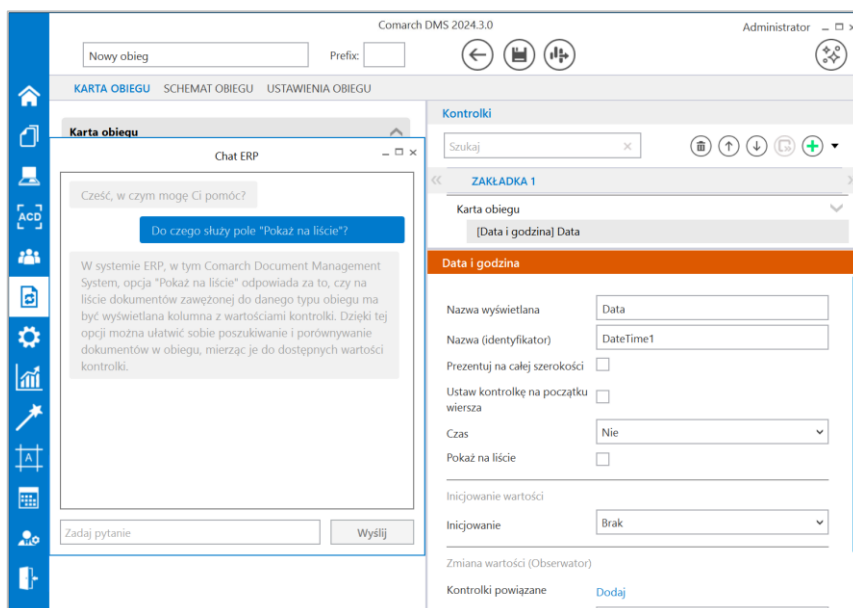 Comarch DMS 2024.3.0
Administrator
Nowy obieg
Prefix:
KARTA OBIEGU SCHEMAT OBIEGU USTAWIENIA OBIEGU
Karta obiegu
Chat ERP
Cześć, w czym mogę Ci pomóc?
Do czego służy pole "Pokaż na liście"?
W systemie ERP, w tym Comarch Document Management
System, opcja "Pokaż na liście" odpowiada za to, czy na
liście dokumentów zawężonej do danego typu obiegu ma
być wyświetlana kolumna z wartościami kontrolki. Dzięki tej
opcji można ułatwić sobie poszukiwanie i porównywanie
dokumentów w obiegu, mierząc je do dostępnych wartości
kontrolki.
Zadaj pytanie
Wyślij
ACD
A
Kontrolki
Szukaj
ZAKŁADKA 1
Karta obiegu
[Data i godzina] Data
Data i godzina
Nazwa wyświetlana
Data
Nazwa (identyfikator)
DateTime1
Prezentuj na całej szerokości
Ustaw kontrolkę na początku
wiersza
Czas
Nie
Pokaż na liście
Inicjowanie wartości
Inicjowanie
Brak
Zmiana wartości (Obserwator)
Kontrolki powiązane
Dodaj